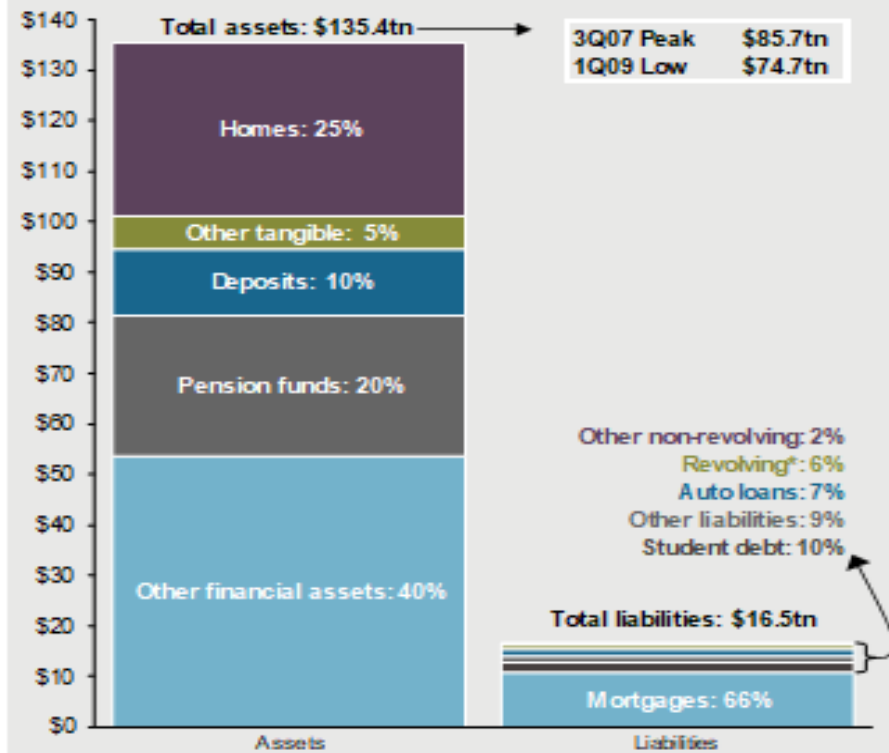 $140
$130
$120
$110
$100
$90
$80
$70
$60
$50
$40
$30
$20
$10
$0
Total assets: $135.4tn
3Q07 Peak $85.7tn
1Q09 Low $74.7tn
Homes: 25%
Other tangible: 5%
Deposits: 10%
Pension funds: 20%
Other financial assets: 40%
Other non-revolving: 2%
Revolving*: 6%
Auto loans: 7%
Other liabilities: 9%
Student debt: 10%
Total liabilities: $16.5tn
Mortgages: 66%
Assets
Liabilities